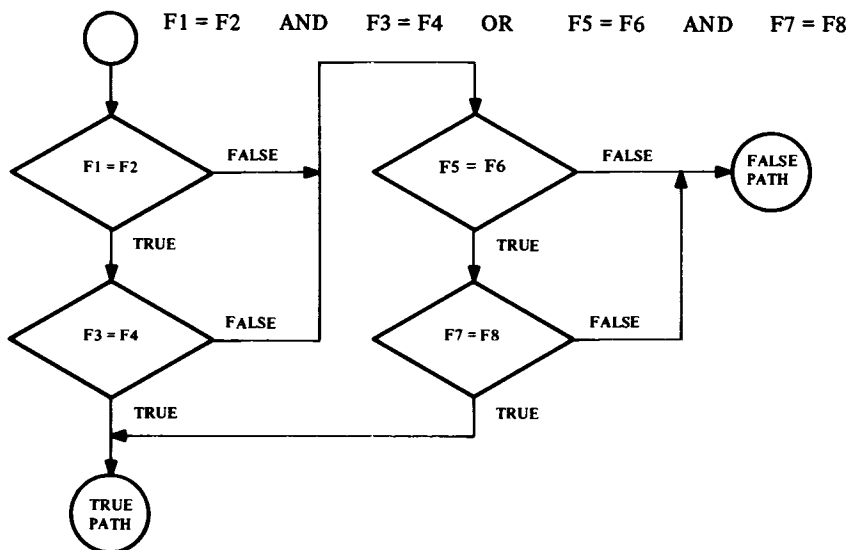 F1 = F2 AND F3 = F4 OR F5 = F6 AND F7 = F8
F1 = F2
FALSE
TRUE
F3 = F4
FALSE
TRUE
TRUE
PATH
F5 = F6
FALSE
TRUE
F7 = F8
FALSE
TRUE
FALSE
PATH